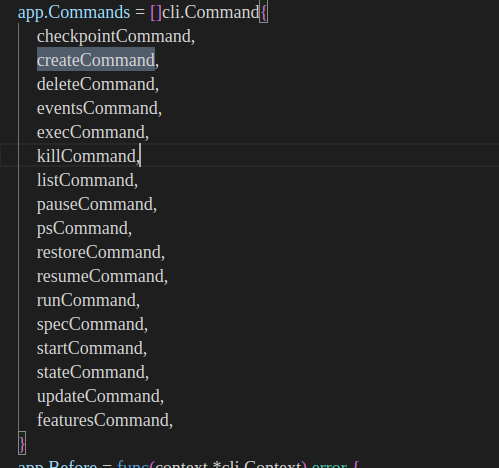 app.Commands = []cli.Command{
checkpointCommand,
createCommand,
deleteCommand,
eventsCommand,
execCommand,
killCommand,
listCommand,
pauseCommand,
psCommand,
restoreCommand,
resumeCommand,
runCommand,
specCommand,
startCommand,
stateCommand,
updateCommand,
featuresCommand,
}
app.Before = func(context *cli.Context) error {